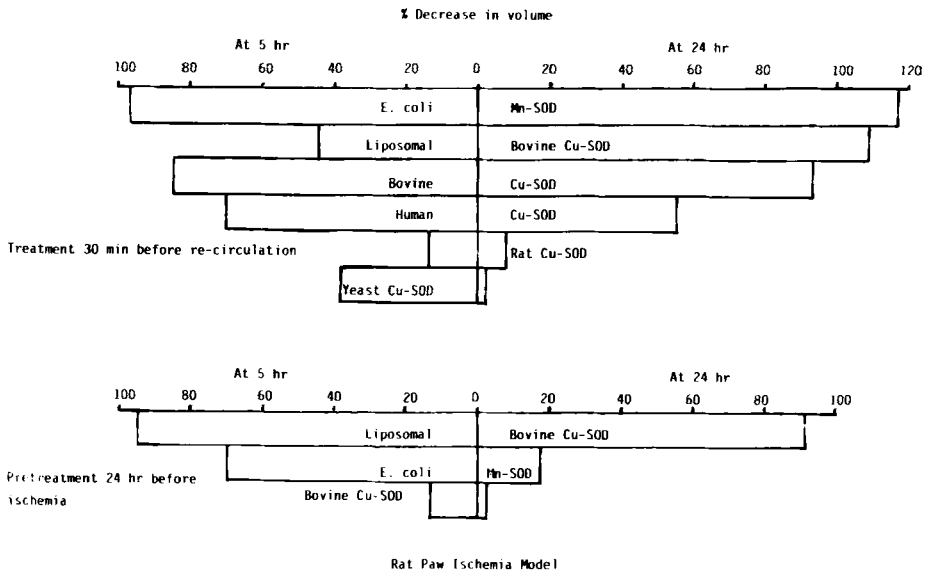 % Decrease in volume
At 5 hr At 24 hr
100 80 60 40 20 0 20 40 60 80 100 120
E. coli Mn-SOD
Liposomal Bovine Cu-SOD
Bovine Cu-SOD
Human Cu-SOD
Treatment 30 min before re-circulation Rat Cu-SOD
Yeast Cu-SOD
At 5 hr At 24 hr
100 80 60 40 20 0 20 40 60 80 100
Liposomal Bovine Cu-SOD
Pretreatment 24 hr before E. coli Mn-SOD
ischemia Bovine Cu-SOD
Rat Paw Ischemia Model